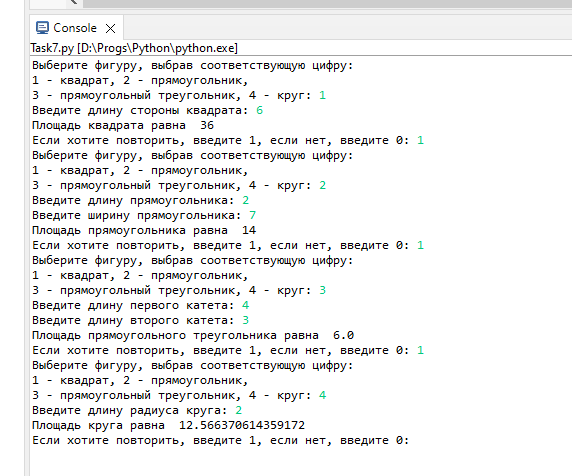 Console
Task7.py [D:\Progs\Python\python.exe]
Выберите фигуру, выбрав соответствующую цифру:
1 - квадрат, 2 - прямоугольник,
3 - прямоугольный треугольник, 4 - круг: 1
Введите длину стороны квадрата: 6
Площадь квадрата равна  36
Если хотите повторить, введите 1, если нет, введите 0: 1
Выберите фигуру, выбрав соответствующую цифру:
1 - квадрат, 2 - прямоугольник,
3 - прямоугольный треугольник, 4 - круг: 2
Введите длину прямоугольника: 2
Введите ширину прямоугольника: 7
Площадь прямоугольника равна  14
Если хотите повторить, введите 1, если нет, введите 0: 1
Выберите фигуру, выбрав соответствующую цифру:
1 - квадрат, 2 - прямоугольник,
3 - прямоугольный треугольник, 4 - круг: 3
Введите длину первого катета: 4
Введите длину второго катета: 3
Площадь прямоугольного треугольника равна  6.0
Если хотите повторить, введите 1, если нет, введите 0: 1
Выберите фигуру, выбрав соответствующую цифру:
1 - квадрат, 2 - прямоугольник,
3 - прямоугольный треугольник, 4 - круг: 4
Введите длину радиуса круга: 2
Площадь круга равна  12.566370614359172
Если хотите повторить, введите 1, если нет, введите 0: